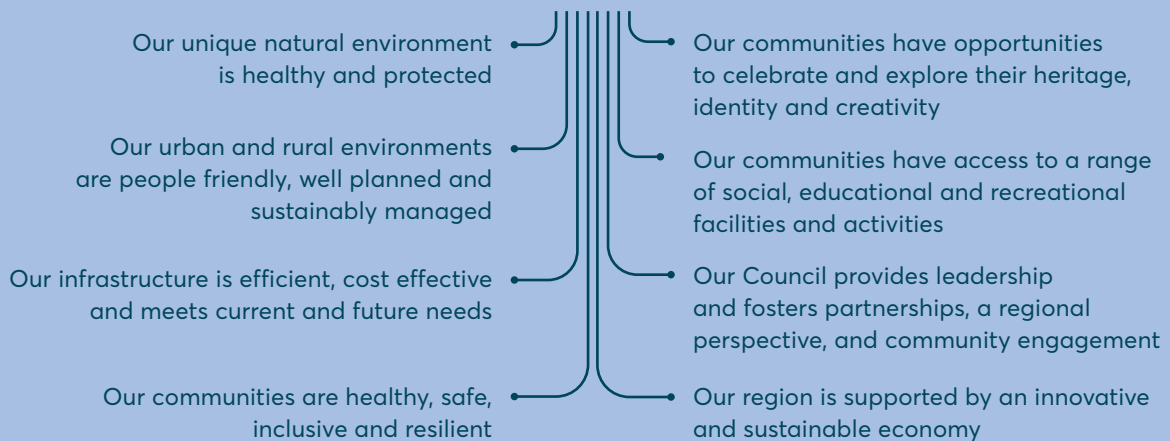 Our unique natural environment
is healthy and protected
Our urban and rural environments
are people friendly, well planned and
sustainably managed
Our infrastructure is efficient, cost effective
and meets current and future needs
Our communities are healthy, safe,
inclusive and resilient
Our communities have opportunities
to celebrate and explore their heritage,
identity and creativity
Our communities have access to a range
of social, educational and recreational
facilities and activities
Our Council provides leadership
and fosters partnerships, a regional
perspective, and community engagement
Our region is supported by an innovative
and sustainable economy